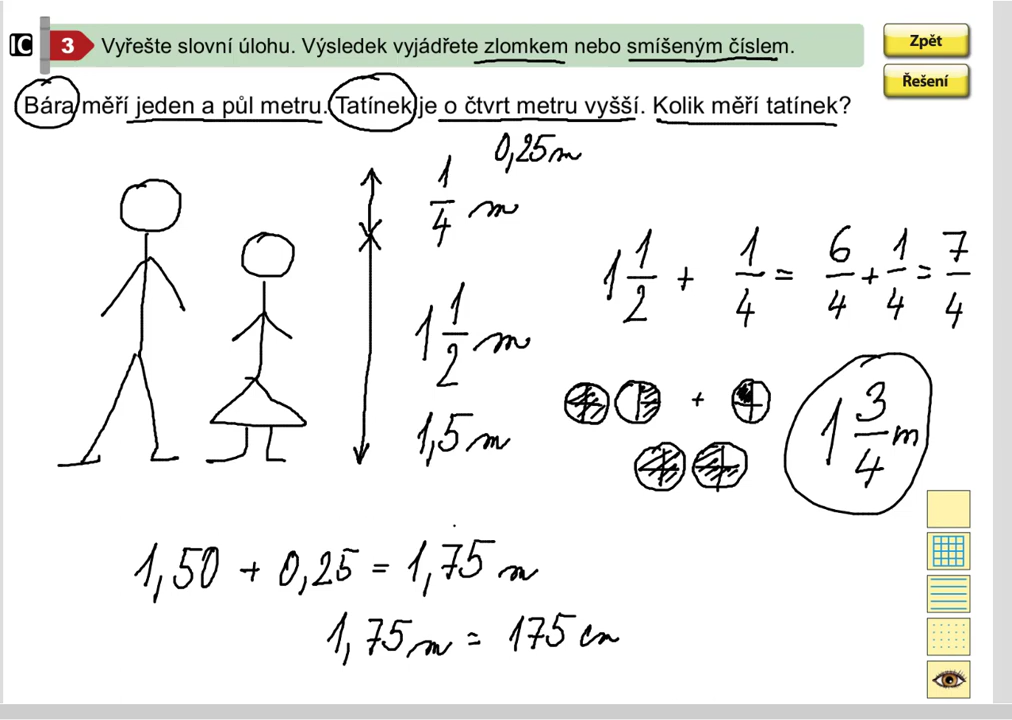 IC 3 Vyřešte slovní úlohu. Výsledek vyjádřete zlomkem nebo smíšeným číslem.
Zpět
Řešení
Bára měří jeden a půl metru. Tatínek je o čtvrt metru vyšší. Kolik měří tatínek?
0,25 m
1/4 m
1 1/2 + 1/4 = 6/4 + 1/4 = 7/4
1 1/2 m
+
1,5 m
1 3/4 m
1,50 + 0,25 = 1,75 m
1,75 m = 175 cm